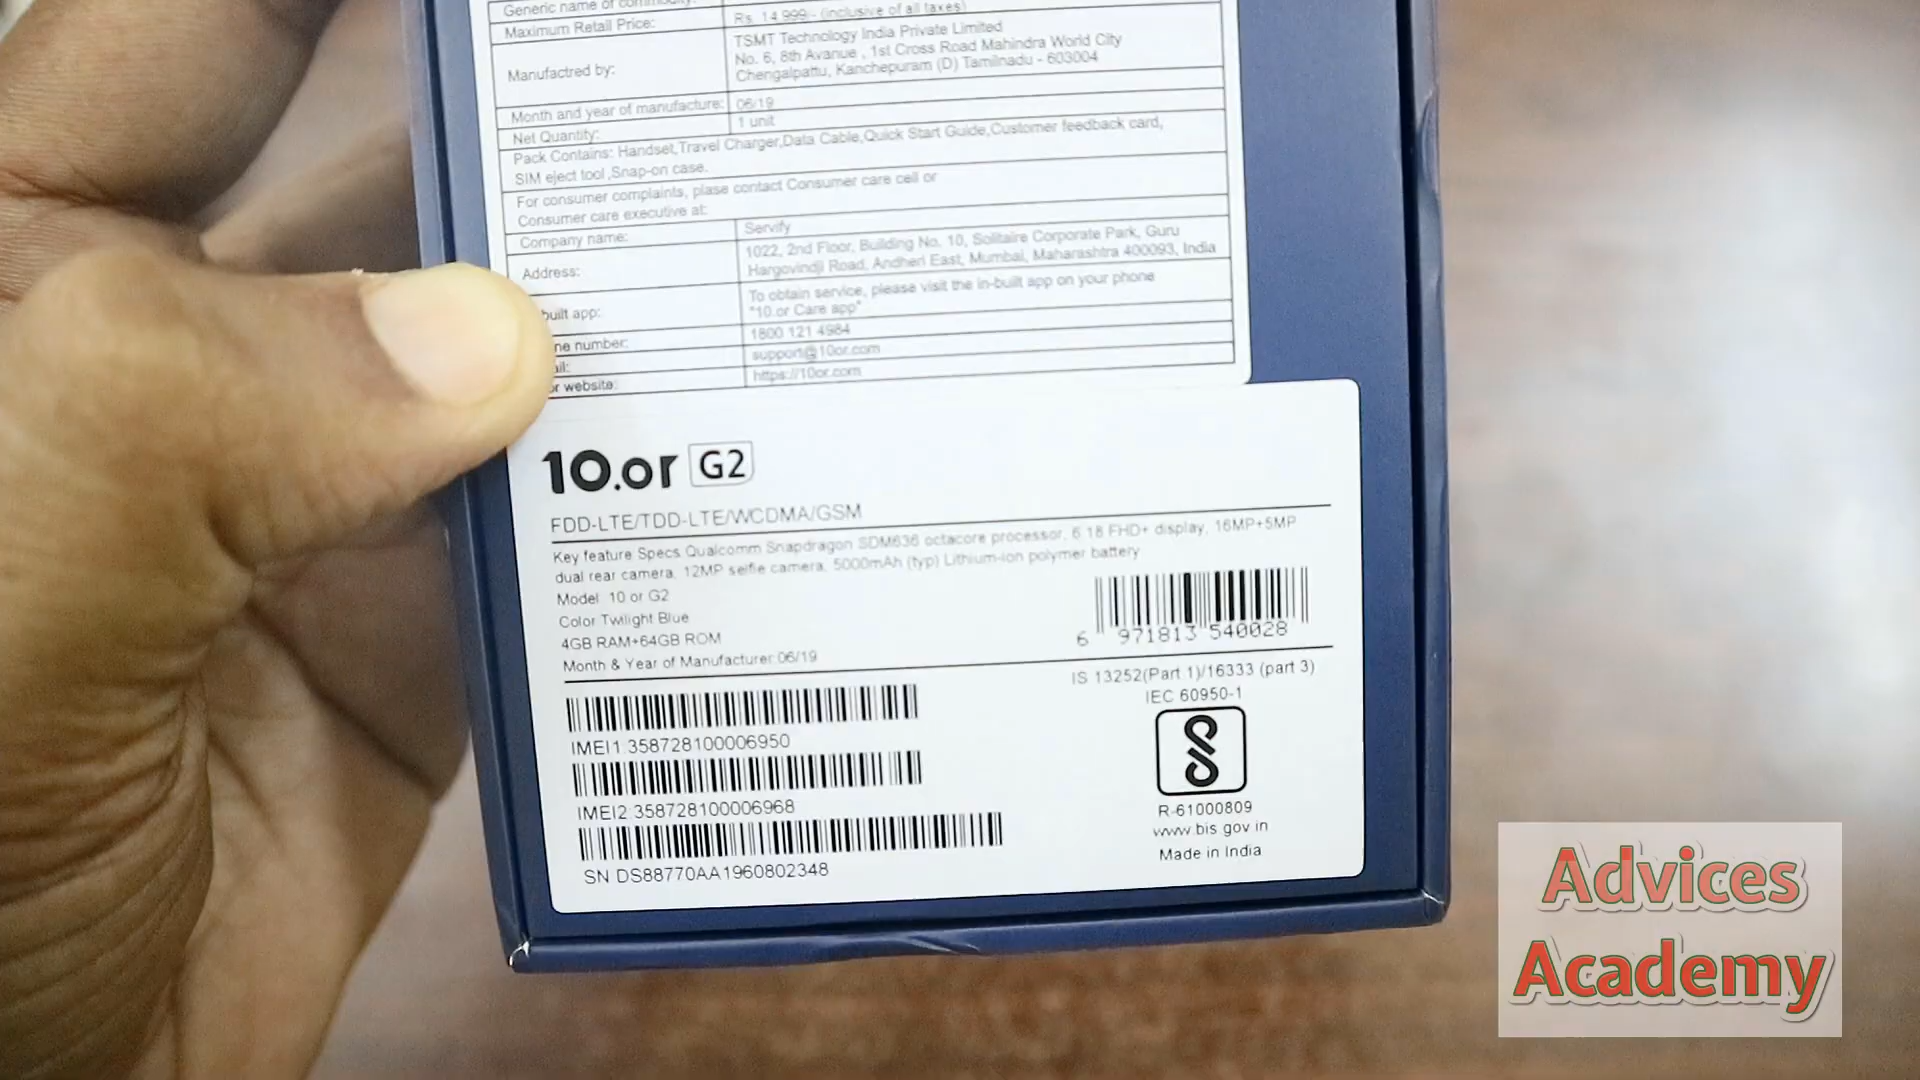 Generic name of commodity:
Maximum Retail Price:
Rs. 14,999/- (inclusive of all taxes)
Manufactred by:
TSMT Technology India Private Limited
No. 6, 8th Avanue , 1st Cross Road Mahindra World City
Chengalpattu, Kanchepuram (D) Tamilnadu - 603004
Month and year of manufacture: 06/19
Net Quantity: 1 unit
Pack Contains: Handset,Travel Charger,Data Cable,Quick Start Guide,Customer feedback card,
SIM eject tool ,Snap-on case.
For consumer complaints, plase contact Consumer care cell or
Consumer care executive at:
Company name: Servify
Address:
1022, 2nd Floor, Building No. 10, Solitaire Corporate Park, Guru
Hargovindji Road, Andheri East, Mumbai, Maharashtra 400093, India
built app:
To obtain service, please visit the in-built app on your phone
"10.or Care app"
ne number: 1800 121 4984
ail: support@10or.com
or website: https://10or.com
10.or G2
FDD-LTE/TDD-LTE/WCDMA/GSM
Key feature Specs Qualcomm Snapdragon SDM636 octacore processor, 6.18 FHD+ display, 16MP+5MP
dual rear camera, 12MP selfie camera, 5000mAh (typ) Lithium-ion polymer battery
Model 10 or G2
Color Twilight Blue
4GB RAM+64GB ROM
Month & Year of Manufacturer:06/19
6 971813 540028
IS 13252(Part 1)/16333 (part 3)
IEC 60950-1
IMEI1:358728100006950
IMEI2:358728100006968
SN DS88770AA1960802348
R-61000809
www.bis.gov.in
Made in India
Advices
Academy